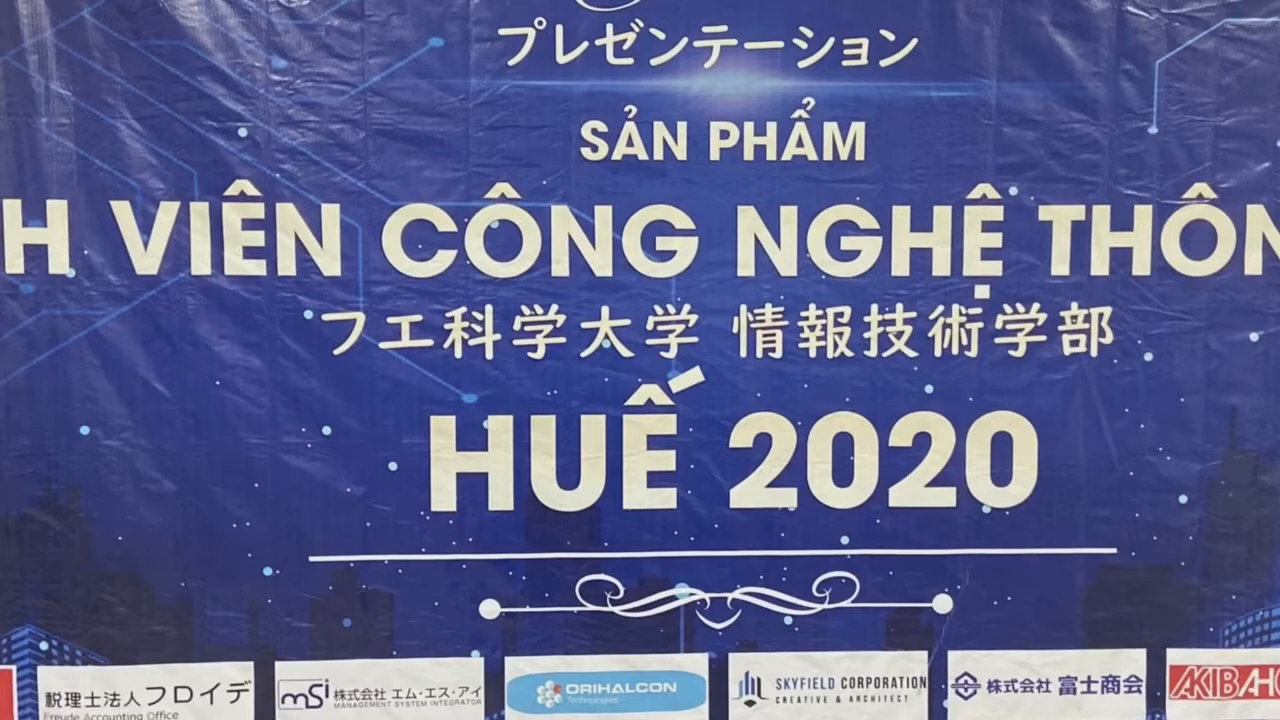 プレゼンテーション
SẢN PHẨM
H VIÊN CÔNG NGHỆ THÔN
フエ科学大学 情報技術学部
HUẾ 2020
税理士法人フロイデ
Freude Accounting Office
msi 株式会社 エム・エス・アイ
MANAGEMENT SYSTEM INTEGRATOR
ORIHALCON
Technologies
SKYFIELD CORPORATION
CREATIVE & ARCHITECT
株式会社 富士商会
AKIBAHO